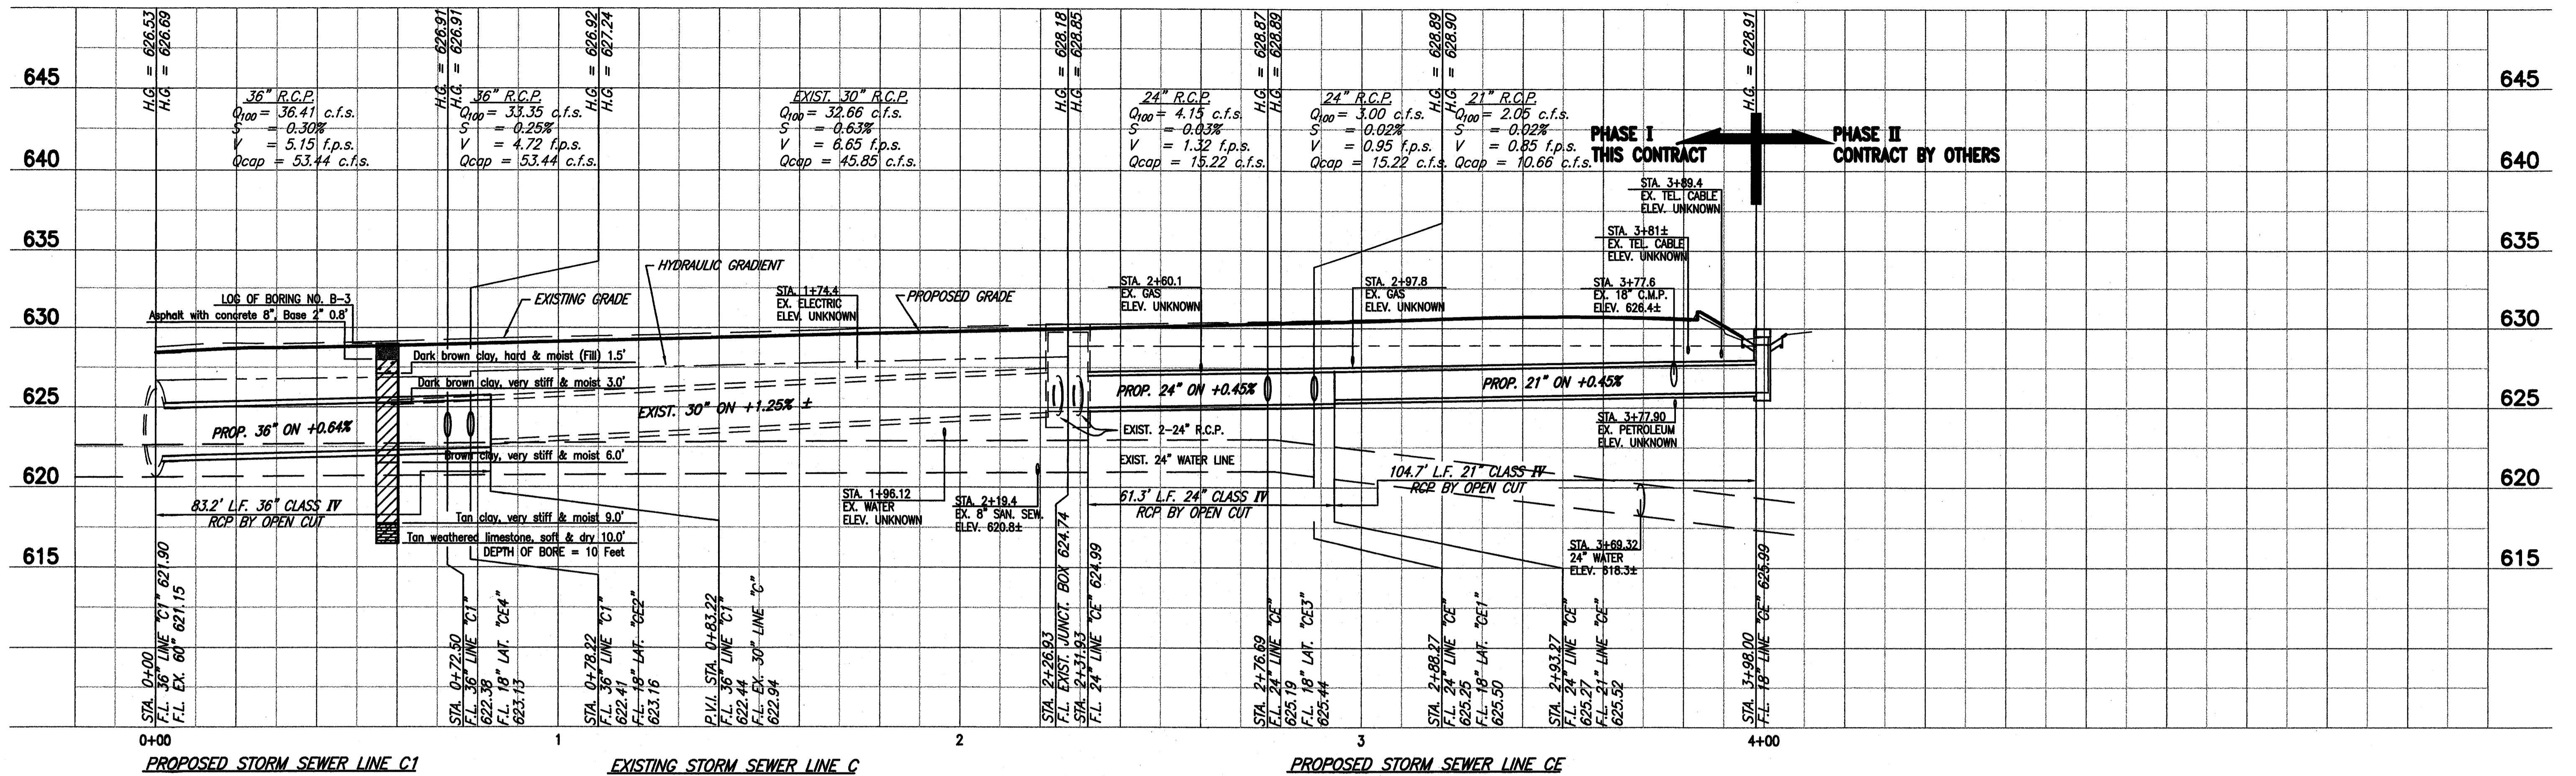 H.G. = 626.53
H.G. = 626.69
H.G. = 626.91
H.G. = 626.91
H.G. = 626.92
H.G. = 627.24
H.G. = 628.18
H.G. = 628.85
H.G. = 628.87
H.G. = 628.89
H.G. = 628.89
H.G. = 628.90
H.G. = 628.91
645
640
635
630
625
620
615
645
640
635
630
625
620
615
36" R.C.P.
Q100 = 36.41 c.f.s.
S = 0.30%
V = 5.15 f.p.s.
Qcap = 53.44 c.f.s.
36" R.C.P.
Q100 = 33.35 c.f.s.
S = 0.25%
V = 4.72 f.p.s.
Qcap = 53.44 c.f.s.
EXIST. 30" R.C.P.
Q100 = 32.66 c.f.s.
S = 0.63%
V = 6.65 f.p.s.
Qcap = 45.85 c.f.s.
24" R.C.P.
Q100 = 4.15 c.f.s.
S = 0.03%
V = 1.32 f.p.s.
Qcap = 15.22 c.f.s.
24" R.C.P.
Q100 = 3.00 c.f.s.
S = 0.02%
V = 0.95 f.p.s.
Qcap = 15.22 c.f.s.
21" R.C.P.
Q100 = 2.05 c.f.s.
S = 0.02%
V = 0.85 f.p.s.
Qcap = 10.66 c.f.s.
PHASE I
THIS CONTRACT
PHASE II
CONTRACT BY OTHERS
STA. 3+89.4
EX. TEL. CABLE
ELEV. UNKNOWN
STA. 3+81±
EX. TEL. CABLE
ELEV. UNKNOWN
STA. 3+77.6
EX. 18" C.M.P.
ELEV. 626.4±
HYDRAULIC GRADIENT
EXISTING GRADE
PROPOSED GRADE
STA. 1+74.4
EX. ELECTRIC
ELEV. UNKNOWN
STA. 2+60.1
EX. GAS
ELEV. UNKNOWN
STA. 2+97.8
EX. GAS
ELEV. UNKNOWN
LOG OF BORING NO. B-3
Asphalt with concrete 8", Base 2" 0.8'
Dark brown clay, hard & moist (Fill) 1.5'
Dark brown clay, very stiff & moist 3.0'
Brown clay, very stiff & moist 6.0'
Tan clay, very stiff & moist 9.0'
Tan weathered limestone, soft & dry 10.0'
DEPTH OF BORE = 10 Feet
PROP. 36" ON +0.64%
EXIST. 30" ON +1.25% ±
PROP. 24" ON +0.45%
PROP. 21" ON +0.45%
STA. 3+77.90
EX. PETROLEUM
ELEV. UNKNOWN
EXIST. 2-24" R.C.P.
EXIST. 24" WATER LINE
83.2' L.F. 36" CLASS IV
RCP BY OPEN CUT
STA. 1+96.12
EX. WATER
ELEV. UNKNOWN
STA. 2+19.4
EX. 8" SAN. SEW.
ELEV. 620.8±
61.3' L.F. 24" CLASS IV
RCP BY OPEN CUT
104.7' L.F. 21" CLASS IV
RCP BY OPEN CUT
STA. 3+69.32
24" WATER
ELEV. 618.3±
STA. 0+00
F.L. 36" LINE "C1" 621.90
F.L. EX. 60" 621.15
STA. 0+72.50
F.L. 36" LINE "C1"
622.38
F.L. 18" LAT. "CE4"
623.13
STA. 0+78.22
F.L. 36" LINE "C1"
622.41
F.L. 18" LAT. "CE2"
623.16
P.V.I. STA. 0+83.22
F.L. 36" LINE "C1"
622.44
F.L. EX. 30" LINE "C"
622.94
STA. 2+26.93
F.L. EXIST. JUNCT. BOX 624.74
STA. 2+31.93
F.L. 24" LINE "CE" 624.99
STA. 2+76.69
F.L. 24" LINE "CE"
625.19
F.L. 18" LAT. "CE3"
625.44
STA. 2+88.27
F.L. 24" LINE "CE"
625.25
F.L. 18" LAT. "CE1"
625.50
STA. 2+93.27
F.L. 24" LINE "CE"
625.27
F.L. 21" LINE "CE"
625.52
STA. 3+98.00
F.L. 18" LINE "CE" 625.99
0+00
1
2
3
4+00
PROPOSED STORM SEWER LINE C1
EXISTING STORM SEWER LINE C
PROPOSED STORM SEWER LINE CE